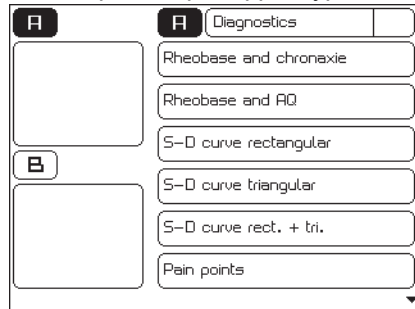 A
A Diagnostics
Rheobase and chronaxie
Rheobase and AQ
S-D curve rectangular
B
S-D curve triangular
S-D curve rect. + tri.
Pain points